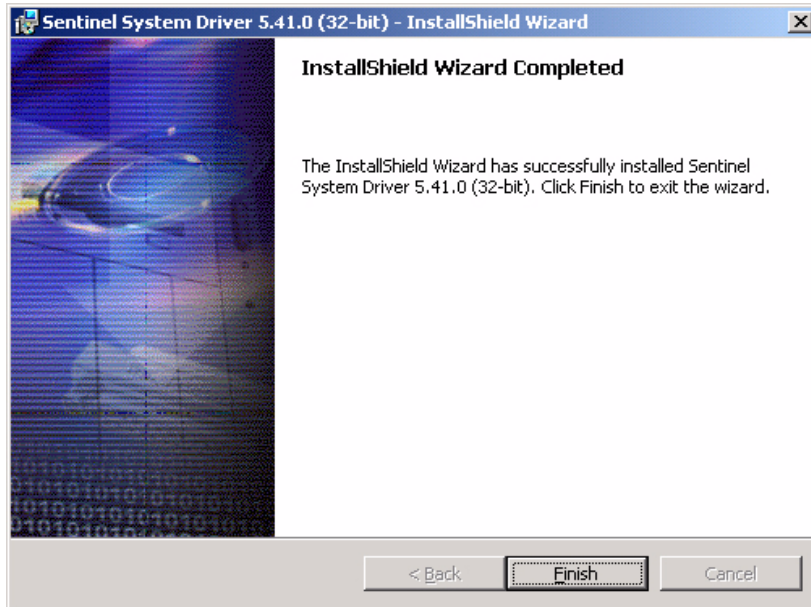 Sentinel System Driver 5.41.0 (32-bit) - InstallShield Wizard
InstallShield Wizard Completed
The InstallShield Wizard has successfully installed Sentinel
System Driver 5.41.0 (32-bit). Click Finish to exit the wizard.
< Back
Finish
Cancel